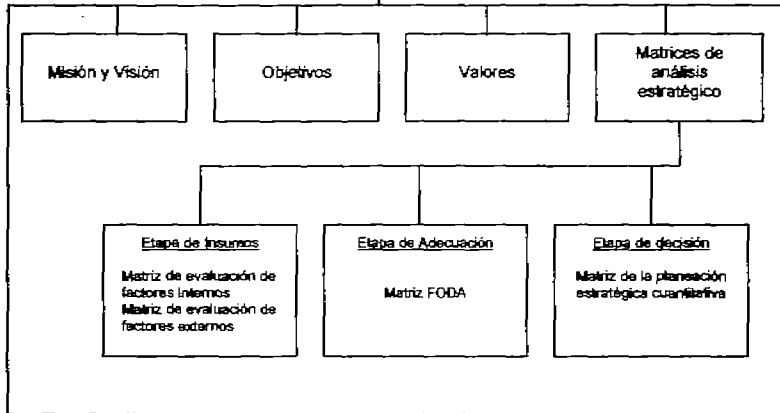 Misión y Visión
Objetivos
Valores
Matrices de
análisis
estratégico
Etapa de Insumos
Matriz de evaluación de
factores internos
Matriz de evaluación de
factores externos
Etapa de Adecuación
Matriz FODA
Etapa de decisión
Matriz de la planeación
estratégica cuantitativa